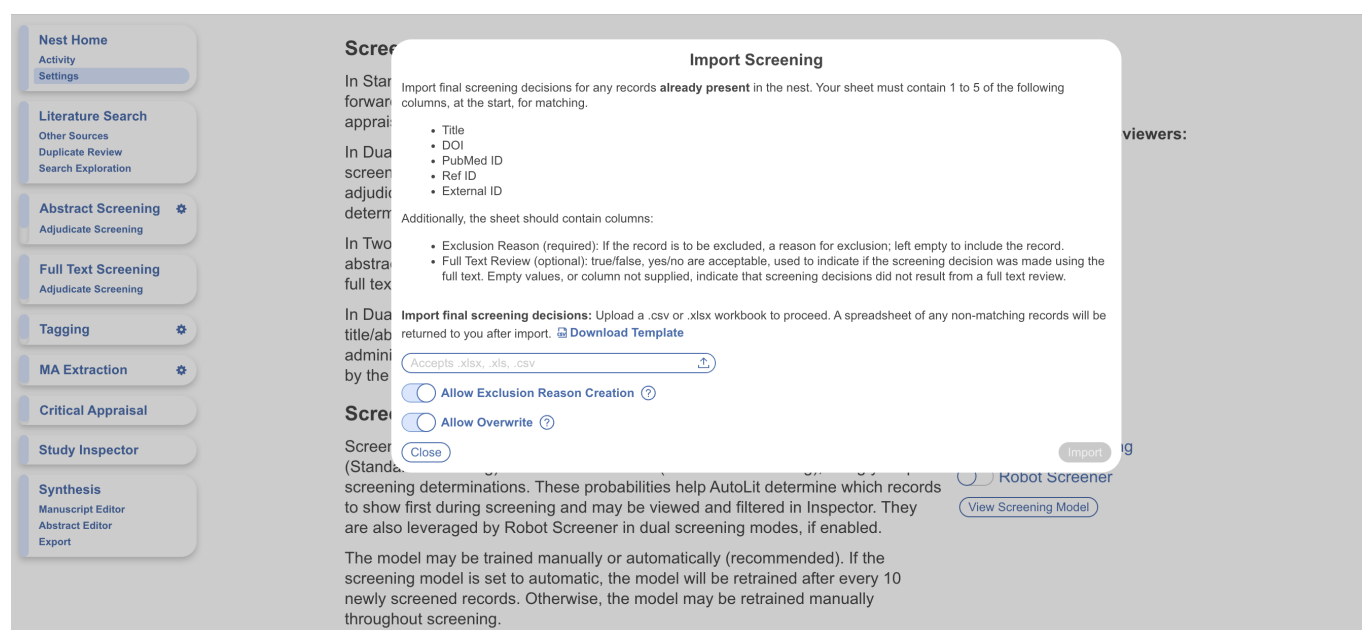 Nest Home
Activity
Settings
Literature Search
Other Sources
Duplicate Review
Search Exploration
Abstract Screening
Adjudicate Screening
Full Text Screening
Adjudicate Screening
Tagging
MA Extraction
Critical Appraisal
Study Inspector
Synthesis
Manuscript Editor
Abstract Editor
Export
Import Screening
Import final screening decisions for any records already present in the nest. Your sheet must contain 1 to 5 of the following
columns, at the start, for matching.
• Title
• DOI
• PubMed ID
• Ref ID
• External ID
Additionally, the sheet should contain columns:
• Exclusion Reason (required): If the record is to be excluded, a reason for exclusion; left empty to include the record.
• Full Text Review (optional): true/false, yes/no are acceptable, used to indicate if the screening decision was made using the
full text. Empty values, or column not supplied, indicate that screening decisions did not result from a full text review.
Import final screening decisions: Upload a .csv or .xlsx workbook to proceed. A spreadsheet of any non-matching records will be
returned to you after import. Download Template
Accepts .xlsx, .xls, .csv
Allow Exclusion Reason Creation ?
Allow Overwrite ?
Close
Import
In Two
by the
viewers:
(Standa
screening determinations. These probabilities help AutoLit determine which records
to show first during screening and may be viewed and filtered in Inspector. They
are also leveraged by Robot Screener in dual screening modes, if enabled.
The model may be trained manually or automatically (recommended). If the
screening model is set to automatic, the model will be retrained after every 10
newly screened records. Otherwise, the model may be retrained manually
throughout screening.
Robot Screener
View Screening Model